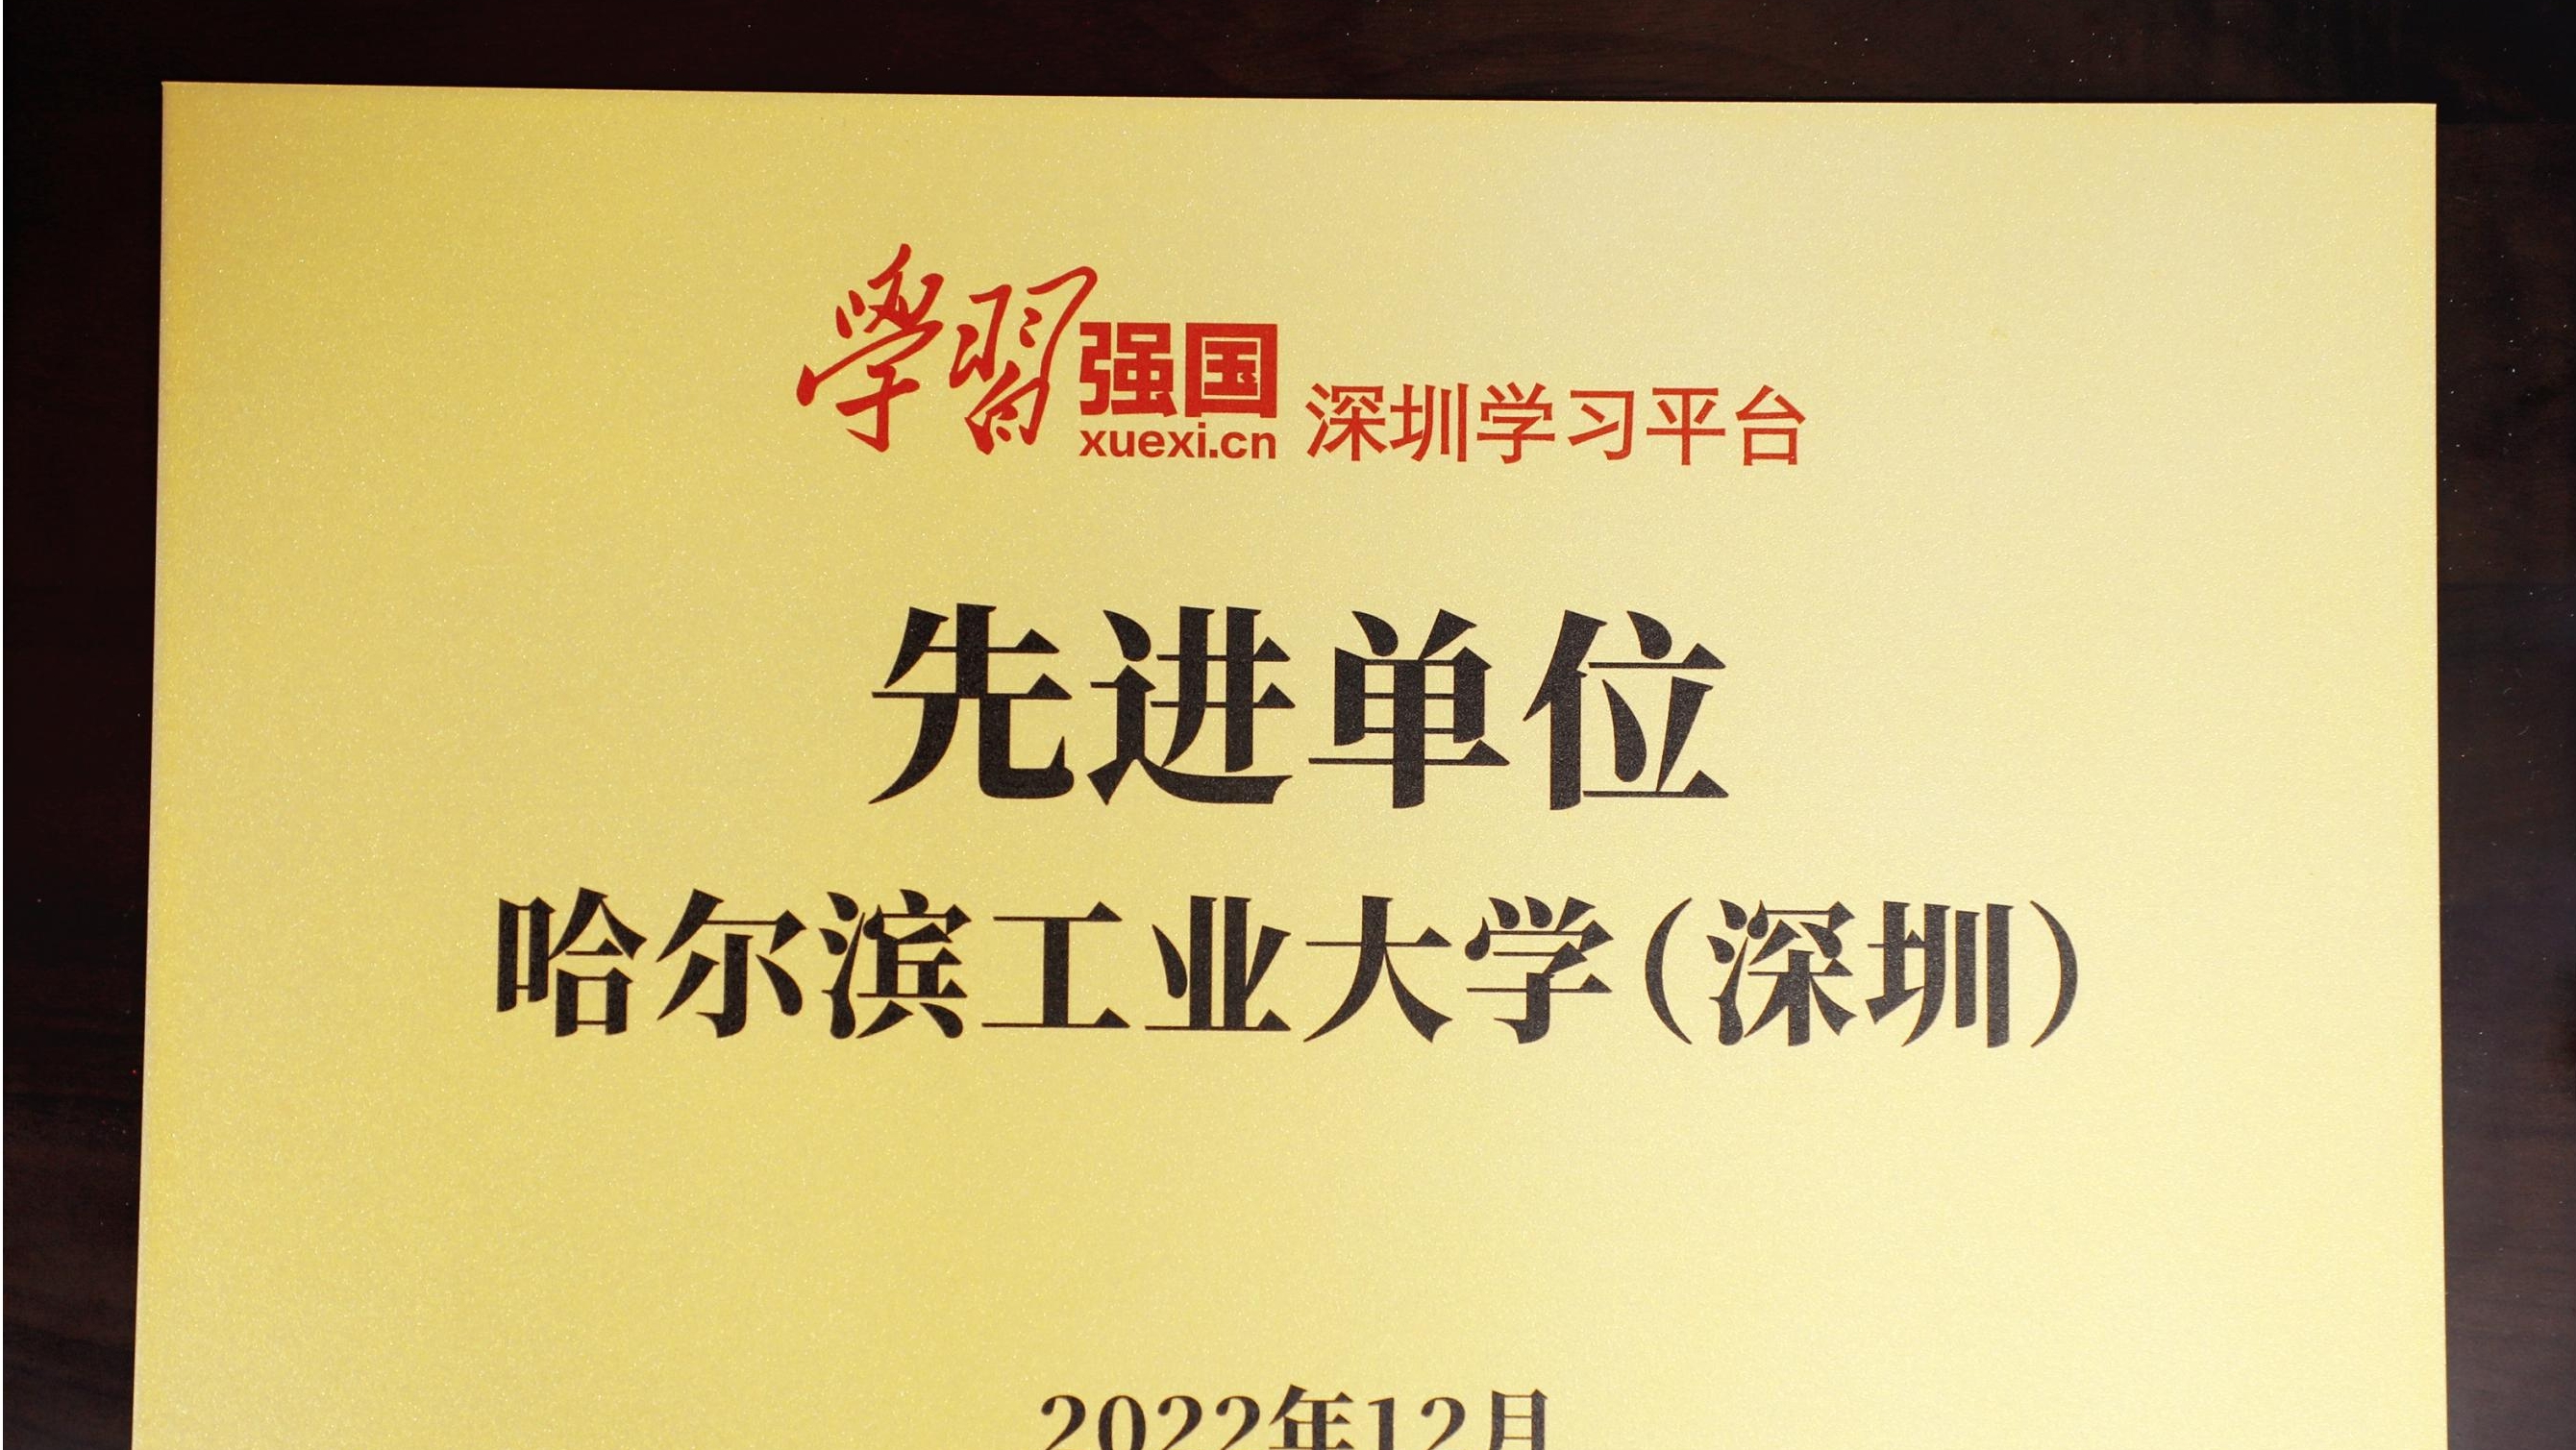 學習强国 深圳学习平台
xuexi.cn
先进单位
哈尔滨工业大学(深圳)
2022年12月